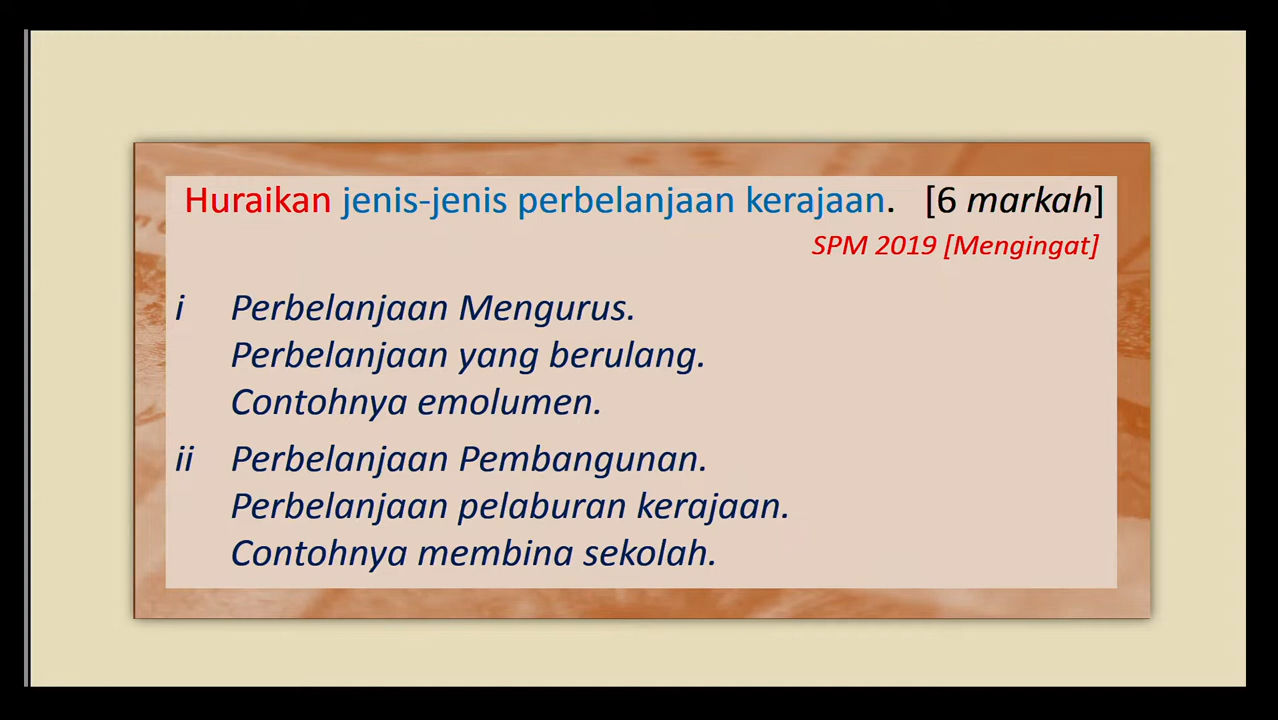 Huraikan jenis-jenis perbelanjaan kerajaan. [6 markah]
SPM 2019 [Mengingat]
i Perbelanjaan Mengurus.
Perbelanjaan yang berulang.
Contohnya emolumen.
ii Perbelanjaan Pembangunan.
Perbelanjaan pelaburan kerajaan.
Contohnya membina sekolah.